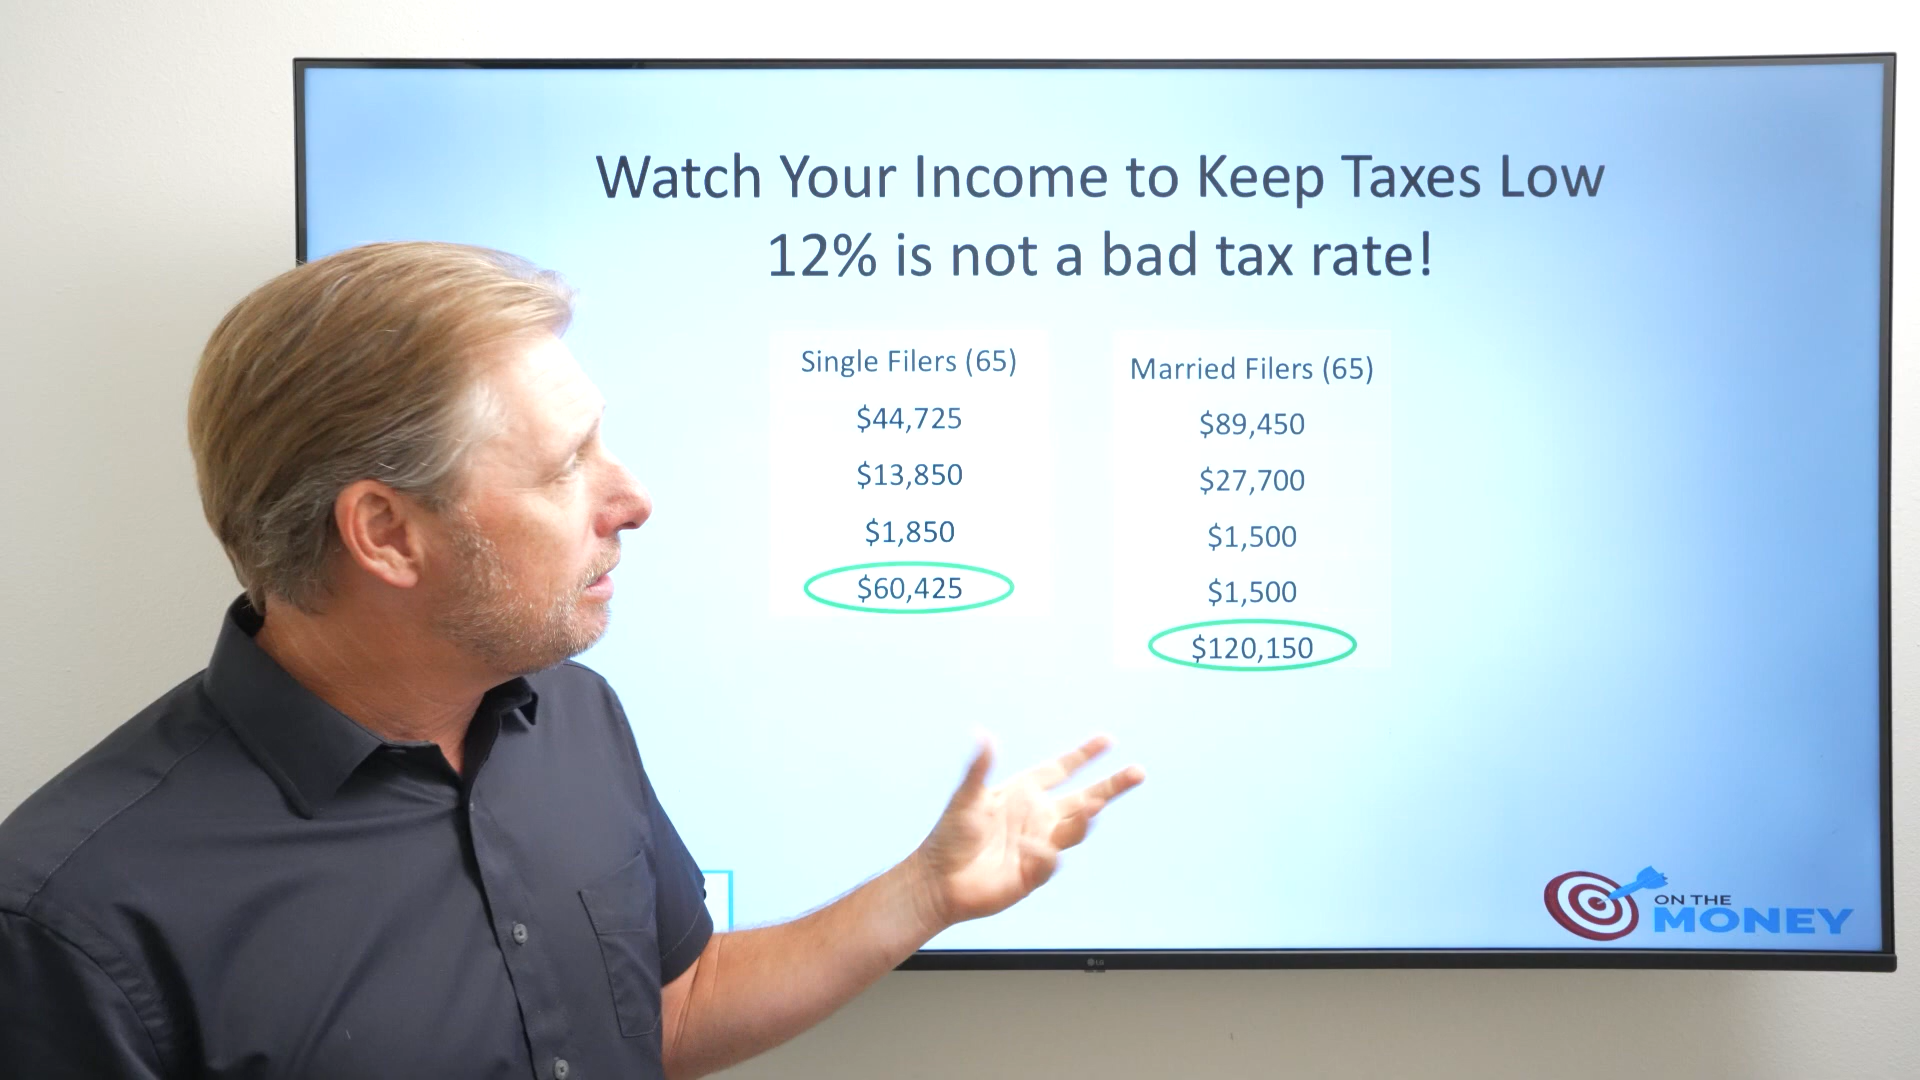 Watch Your Income to Keep Taxes Low
12% is not a bad tax rate!
Single Filers (65)
$44,725
$13,850
$1,850
$60,425
Married Filers (65)
$89,450
$27,700
$1,500
$1,500
$120,150
ON THE
MONEY
LG